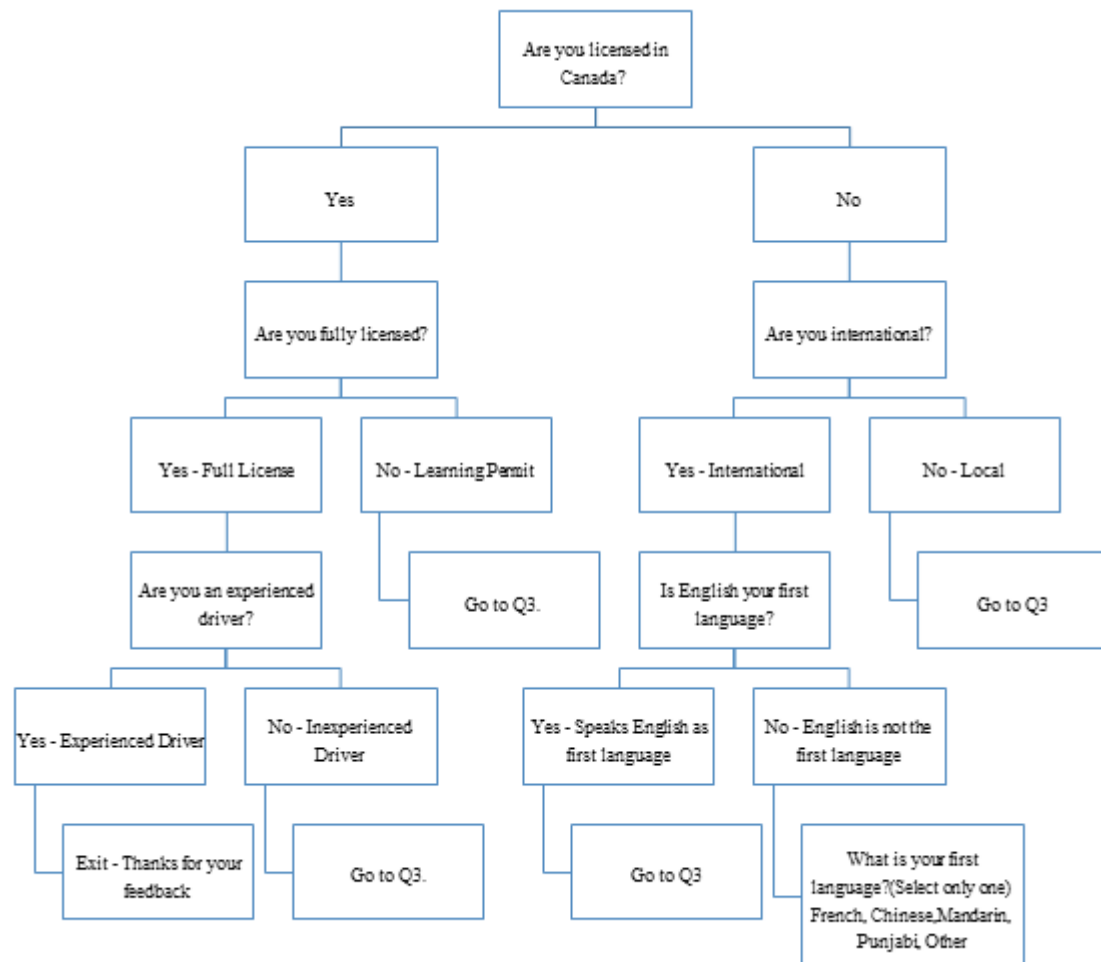 Are you licensed in
Canada?
Yes
No
Are you fully licensed?
Are you international?
Yes - Full License
No - Learning Permit
Yes - International
No - Local
Are you an experienced
driver?
Go to Q3.
Is English your first
language?
Go to Q3
Yes - Experienced Driver
No - Inexperienced
Driver
Yes - Speaks English as
first language
No - English is not the
first language
Exit - Thanks for your
feedback
Go to Q3.
Go to Q3
What is your first
language?(Select only one)
French, Chinese,Mandarin,
Punjabi, Other